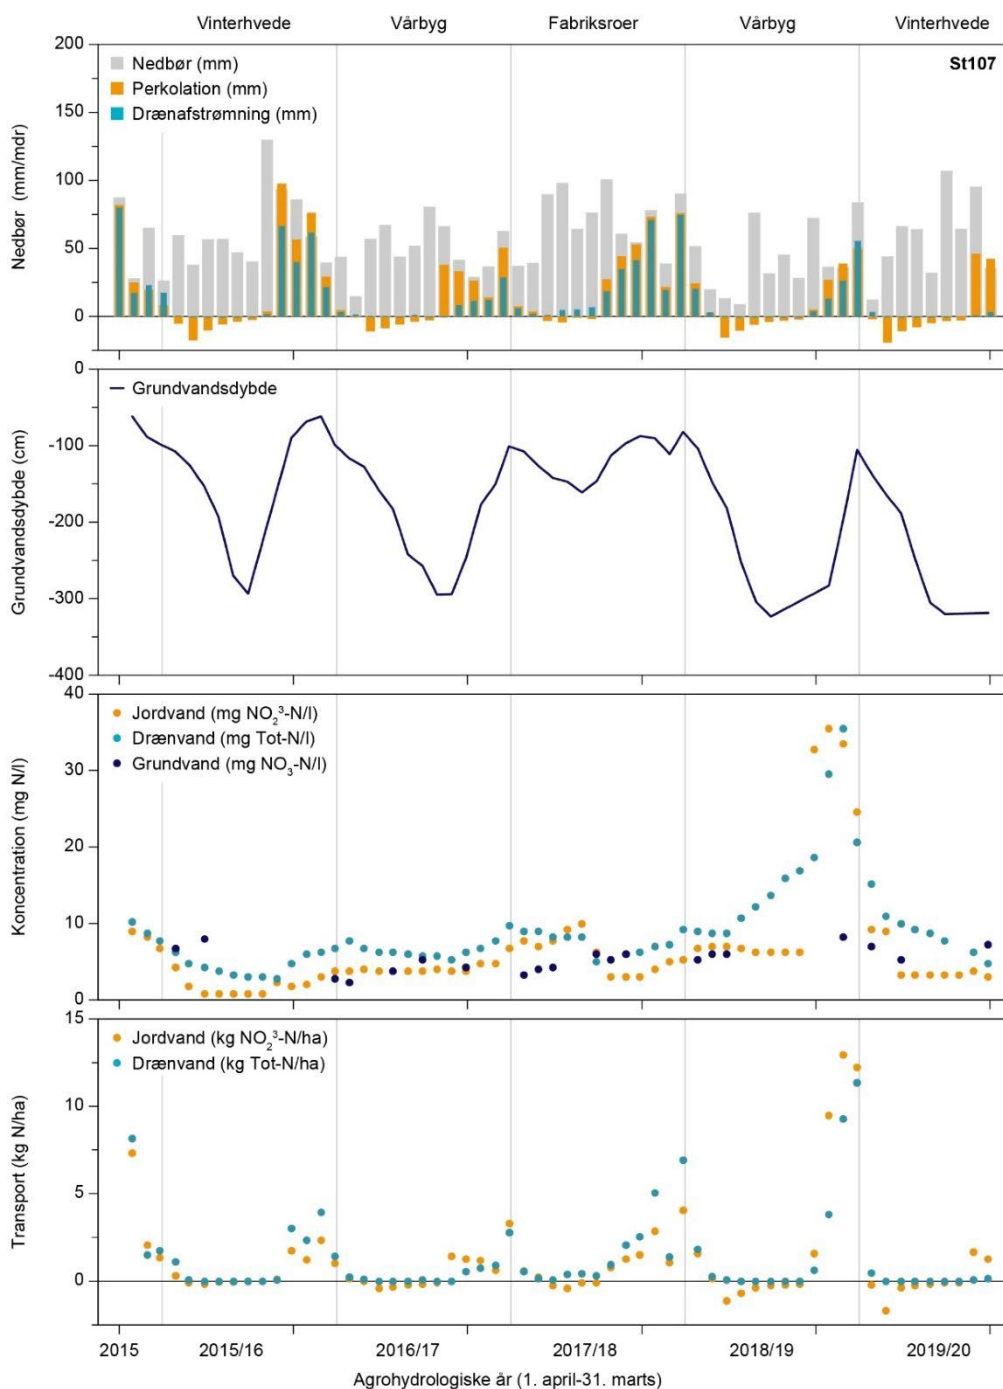 Vinterhvede Vårbyg Fabriksroer Vårbyg Vinterhvede
200
150
100
50
0
Nedbør (mm/mdr)
Nedbør (mm)
Perkolation (mm)
Drænafstrømning (mm)
St107
0
-100
-200
-300
-400
Grundvandsdybde (cm)
Grundvandsdybde
40
30
20
10
0
Koncentration (mg N/l)
Jordvand (mg NO₂³-N/l)
Drænvand (mg Tot-N/l)
Grundvand (mg NO₃-N/l)
15
10
5
0
Transport (kg N/ha)
Jordvand (kg NO₂³-N/ha)
Drænvand (kg Tot-N/ha)
2015 2015/16 2016/17 2017/18 2018/19 2019/20
Agrohydrologiske år (1. april-31. marts)